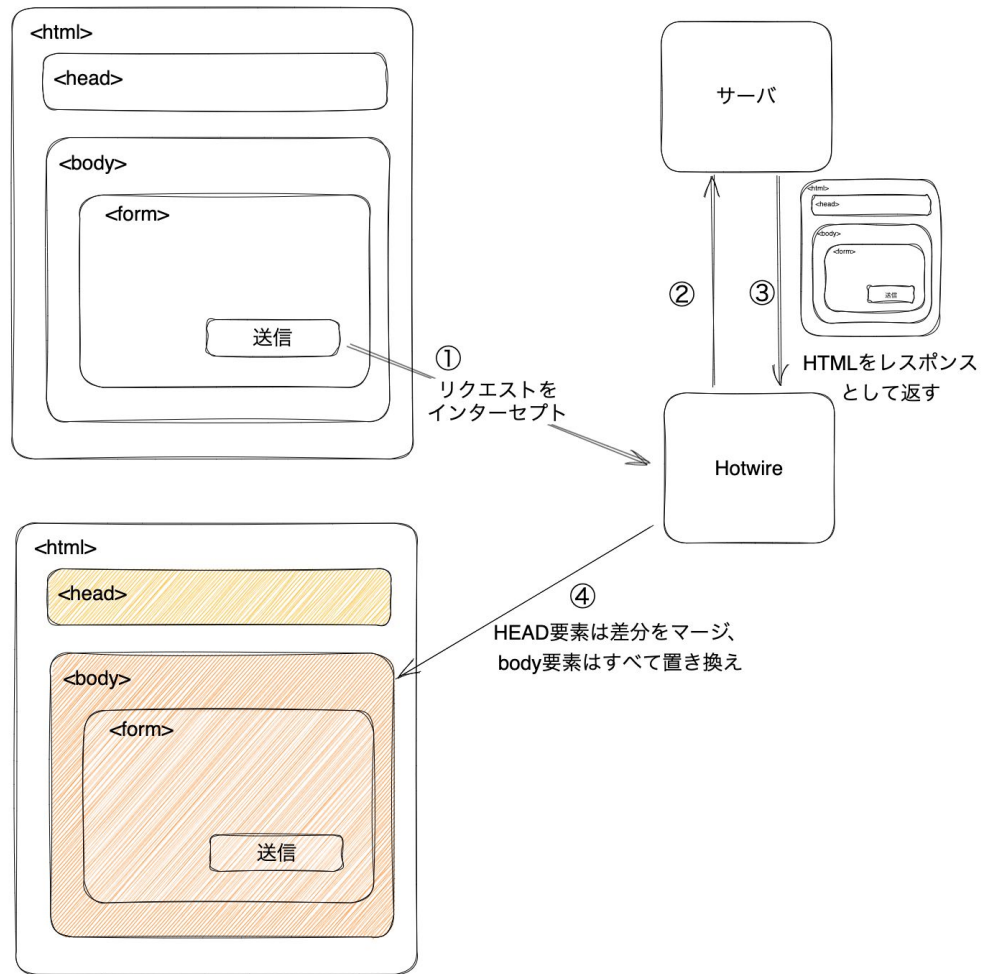 <html>
<head>
<body>
<form>
送信
サーバ
<html>
<head>
<body>
<form>
送信
①
リクエストを
インターセプト
②
③
HTMLをレスポンス
として返す
Hotwire
<html>
<head>
<body>
<form>
送信
④
HEAD要素は差分をマージ、
body要素はすべて置き換え